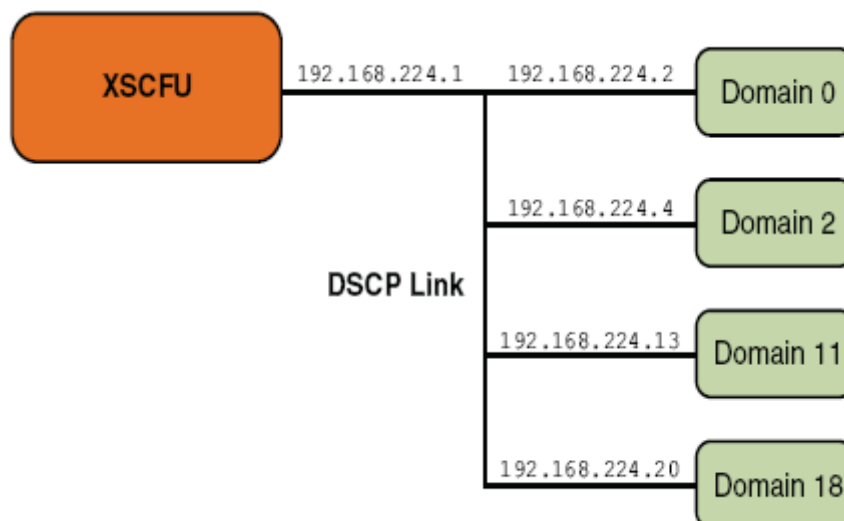 XSCFU
192.168.224.1
192.168.224.2
Domain 0
192.168.224.4
Domain 2
DSCP Link
192.168.224.13
Domain 11
192.168.224.20
Domain 18